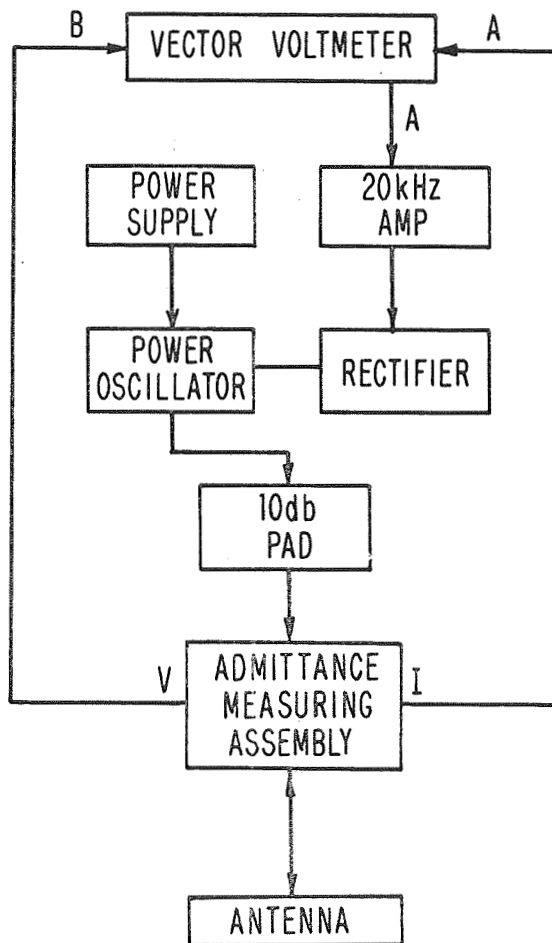 B
VECTOR VOLTMETER
A
A
POWER
SUPPLY
20kHz
AMP
POWER
OSCILLATOR
RECTIFIER
10db
PAD
V
ADMITTANCE
MEASURING
ASSEMBLY
I
ANTENNA